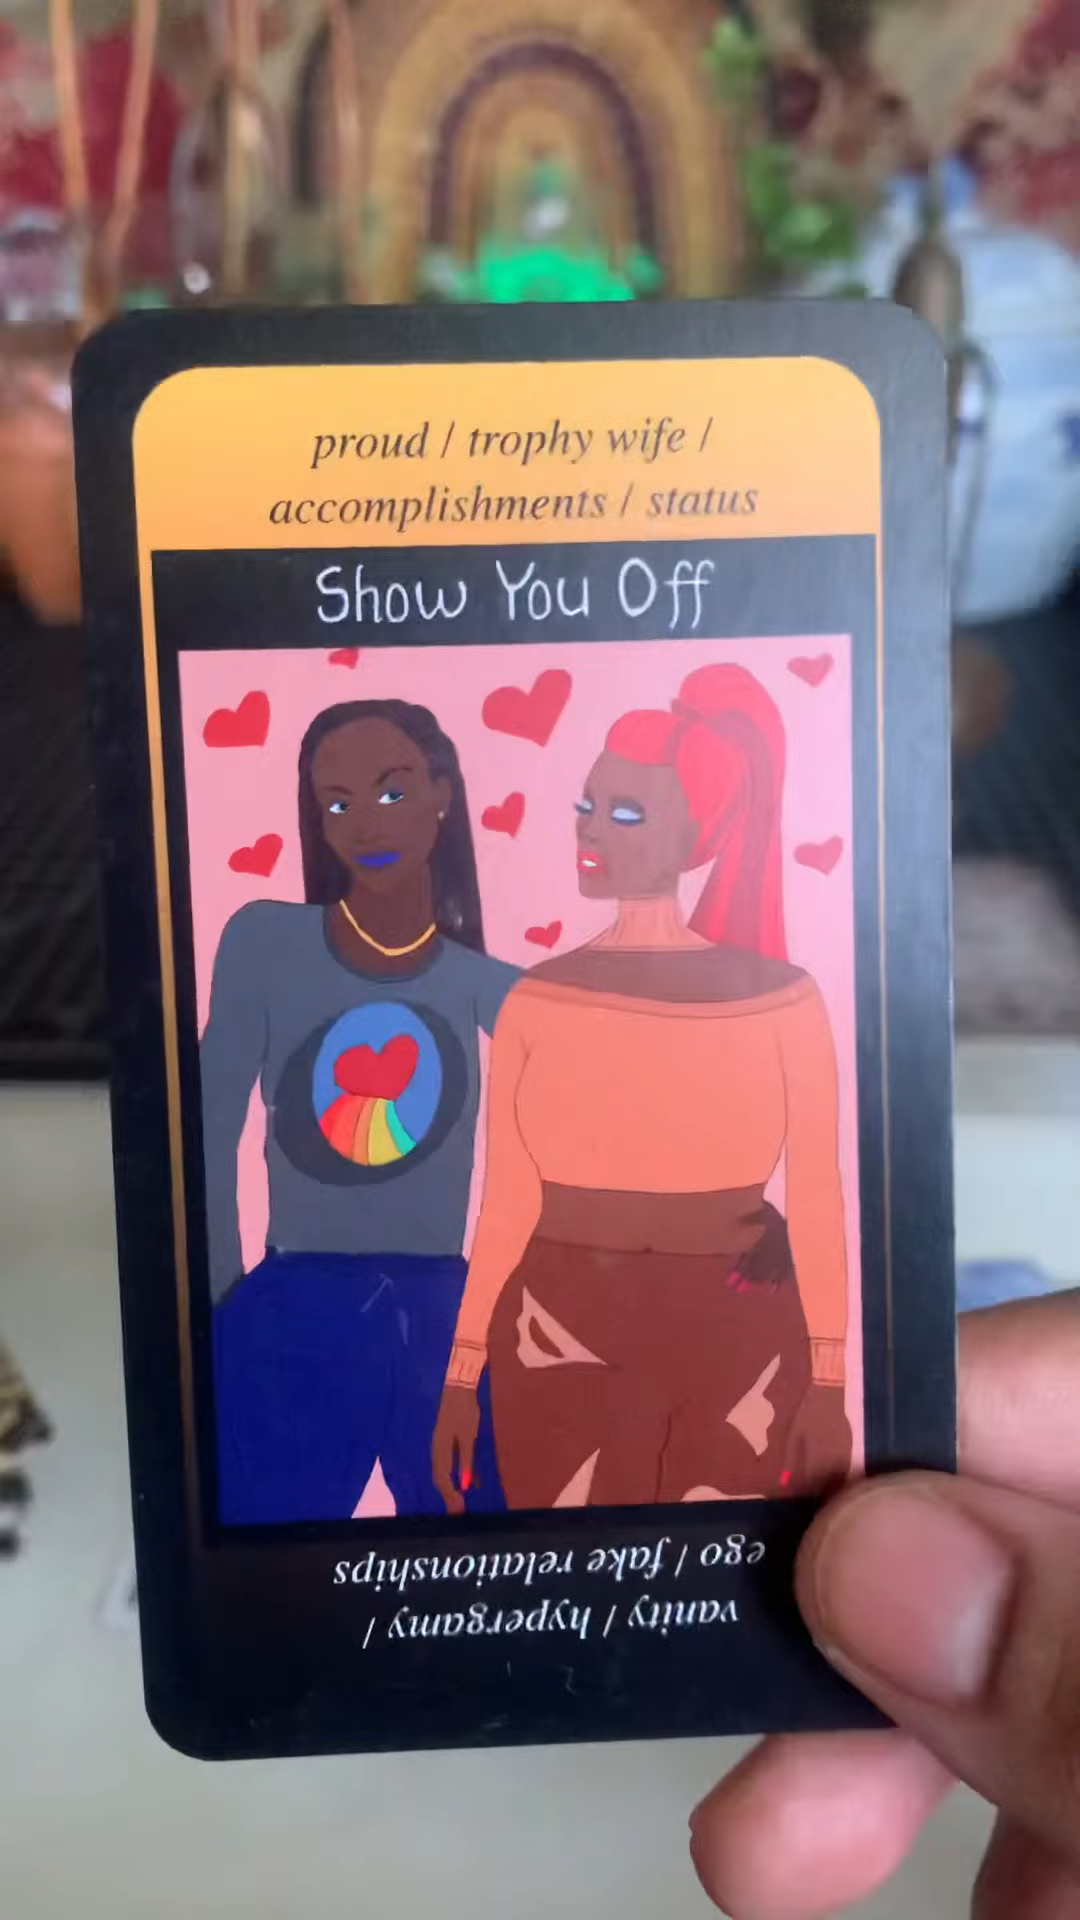 proud / trophy wife /
accomplishments / status
Show You Off
vanity / hypergamy /
ego / fake relationships